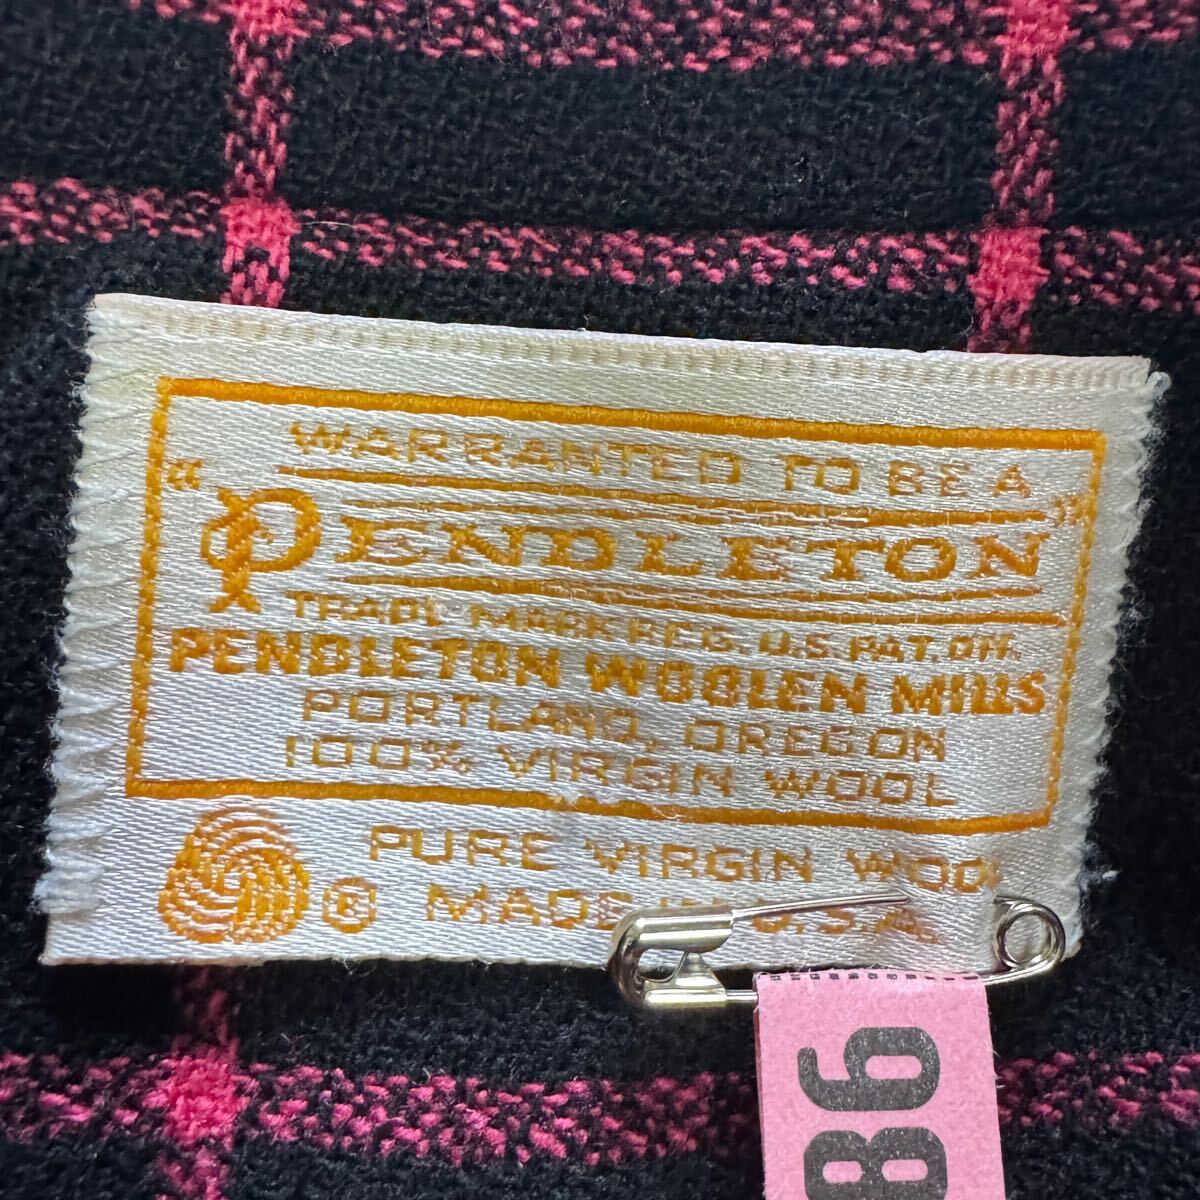 WARRANTED TO BE A
"PENDLETON"
TRADE MARK REG. U.S. PAT. OFF.
PENDLETON WOOLEN MILLS
PORTLAND, OREGON
100% VIRGIN WOOL
PURE VIRGIN WOOL
® MADE IN U.S.A.
86